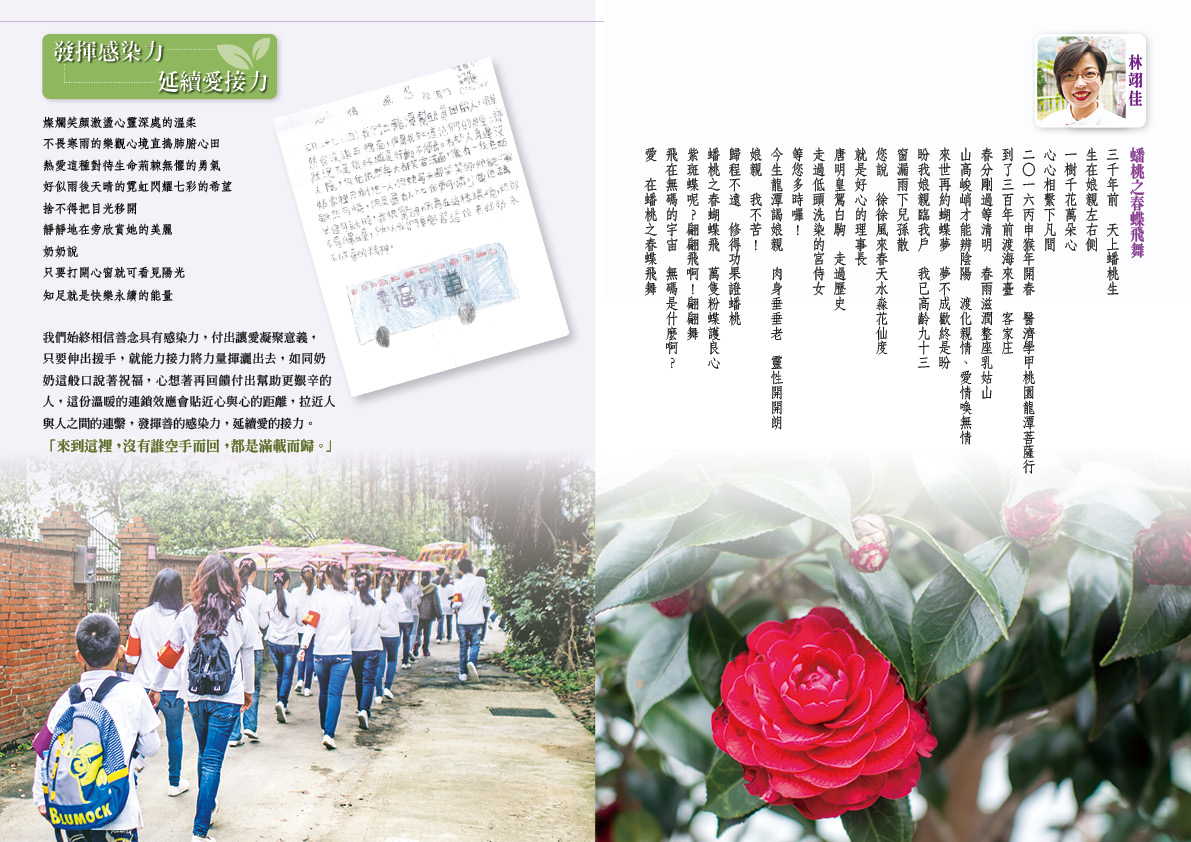 發揮感染力
延續愛接力
燦爛笑顏激盪心靈深處的溫柔
不畏寒雨的樂觀心境直搗肺腑心田
熱愛這種對待生命荊棘無懼的勇氣
好似雨後天晴的霓虹閃耀七彩的希望
捨不得把目光移開
靜靜地在旁欣賞她的美麗
奶奶說
只要打開心窗就可看見陽光
知足就是快樂永續的能量
我們始終相信善念具有感染力，付出讓愛凝聚意義，
只要伸出援手，就能力接力將力量揮灑出去，如同奶
奶這般口說著祝福，心想著再回饋付出幫助更艱辛的
人，這份溫暖的連鎖效應會貼近心與心的距離，拉近人
與人之間的連繫，發揮善的感染力，延續愛的接力。
「來到這裡，沒有誰空手而回，都是滿載而歸。」
心得 感想
BLUMOCK
林翊佳
蟠桃之春蝶飛舞
三千年前　天上蟠桃生
生在娘親左右側
一樹千花萬朵心
心心相繫下凡間
二〇一六丙申猴年開春　醫濟學甲桃園龍潭菩薩行
到了三百年前渡海來臺　客家庄
春分剛過等清明　春雨滋潤整座乳姑山
山高峻峭才能辨陰陽　渡化親情、愛情喚無情
來世再約蝴蝶夢　夢不成歡終是盼
盼我娘親臨我戶　我已高齡九十三
窗漏雨下兒孫散
您說　徐徐風來春天水淼花仙度
就是好心的理事長
唐明皇駕白駒　走過歷史
走過低頭洗染的宮侍女
等您多時囉！
今生龍潭謁娘親　肉身垂垂老　靈性開開朗
娘親　我不苦！
歸程不遠　修得功果證蟠桃
蟠桃之春蝴蝶飛　萬隻粉蝶護良心
紫斑蝶呢？翩翩飛啊！翩翩舞
飛在無礙的宇宙　無礙是什麼啊？
愛　在蟠桃之春蝶飛舞